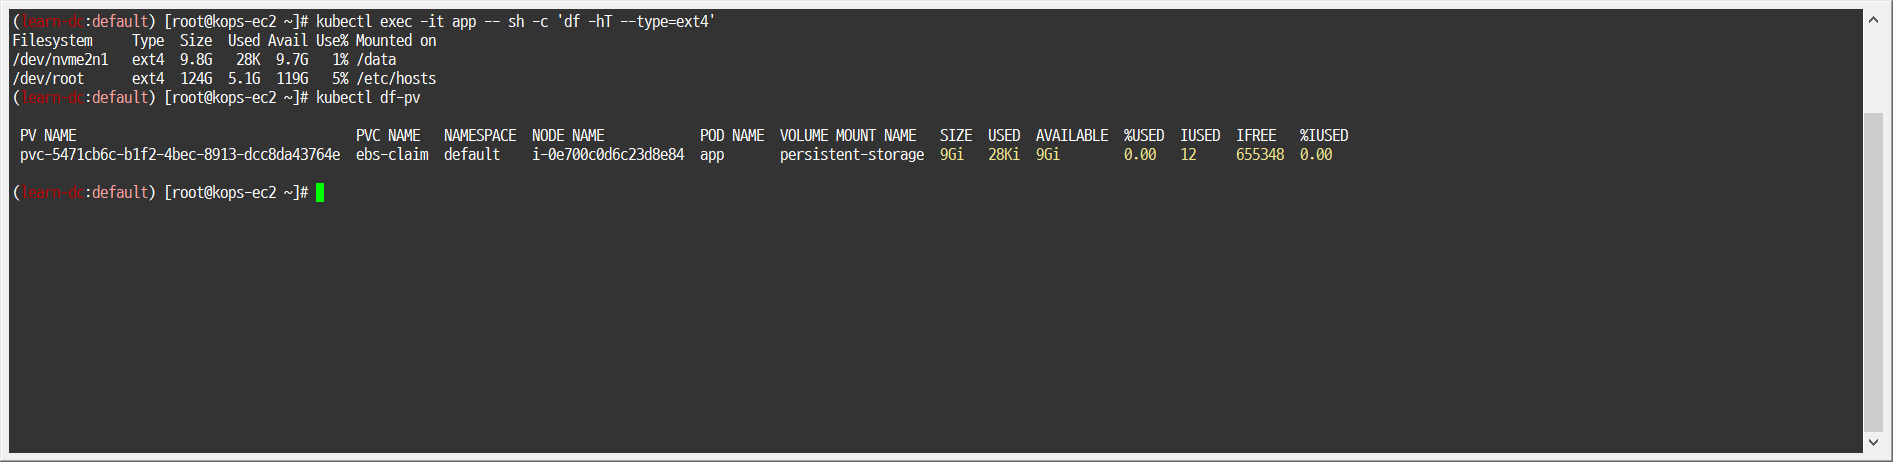 (learn-dc:default) [root@kops-ec2 ~]# kubectl exec -it app -- sh -c 'df -hT --type=ext4'
Filesystem     Type  Size  Used Avail Use% Mounted on
/dev/nvme2n1   ext4  9.8G   28K  9.7G   1% /data
/dev/root      ext4  124G  5.1G  119G   5% /etc/hosts
(learn-dc:default) [root@kops-ec2 ~]# kubectl df-pv
PV NAME                                   PVC NAME   NAMESPACE  NODE NAME            POD NAME  VOLUME MOUNT NAME   SIZE  USED  AVAILABLE  %USED  IUSED  IFREE   %IUSED
pvc-5471cb6c-b1f2-4bec-8913-dcc8da43764e  ebs-claim  default    i-0e700c0d6c23d8e84  app       persistent-storage  9Gi   28Ki  9Gi        0.00   12     655348  0.00
(learn-dc:default) [root@kops-ec2 ~]#